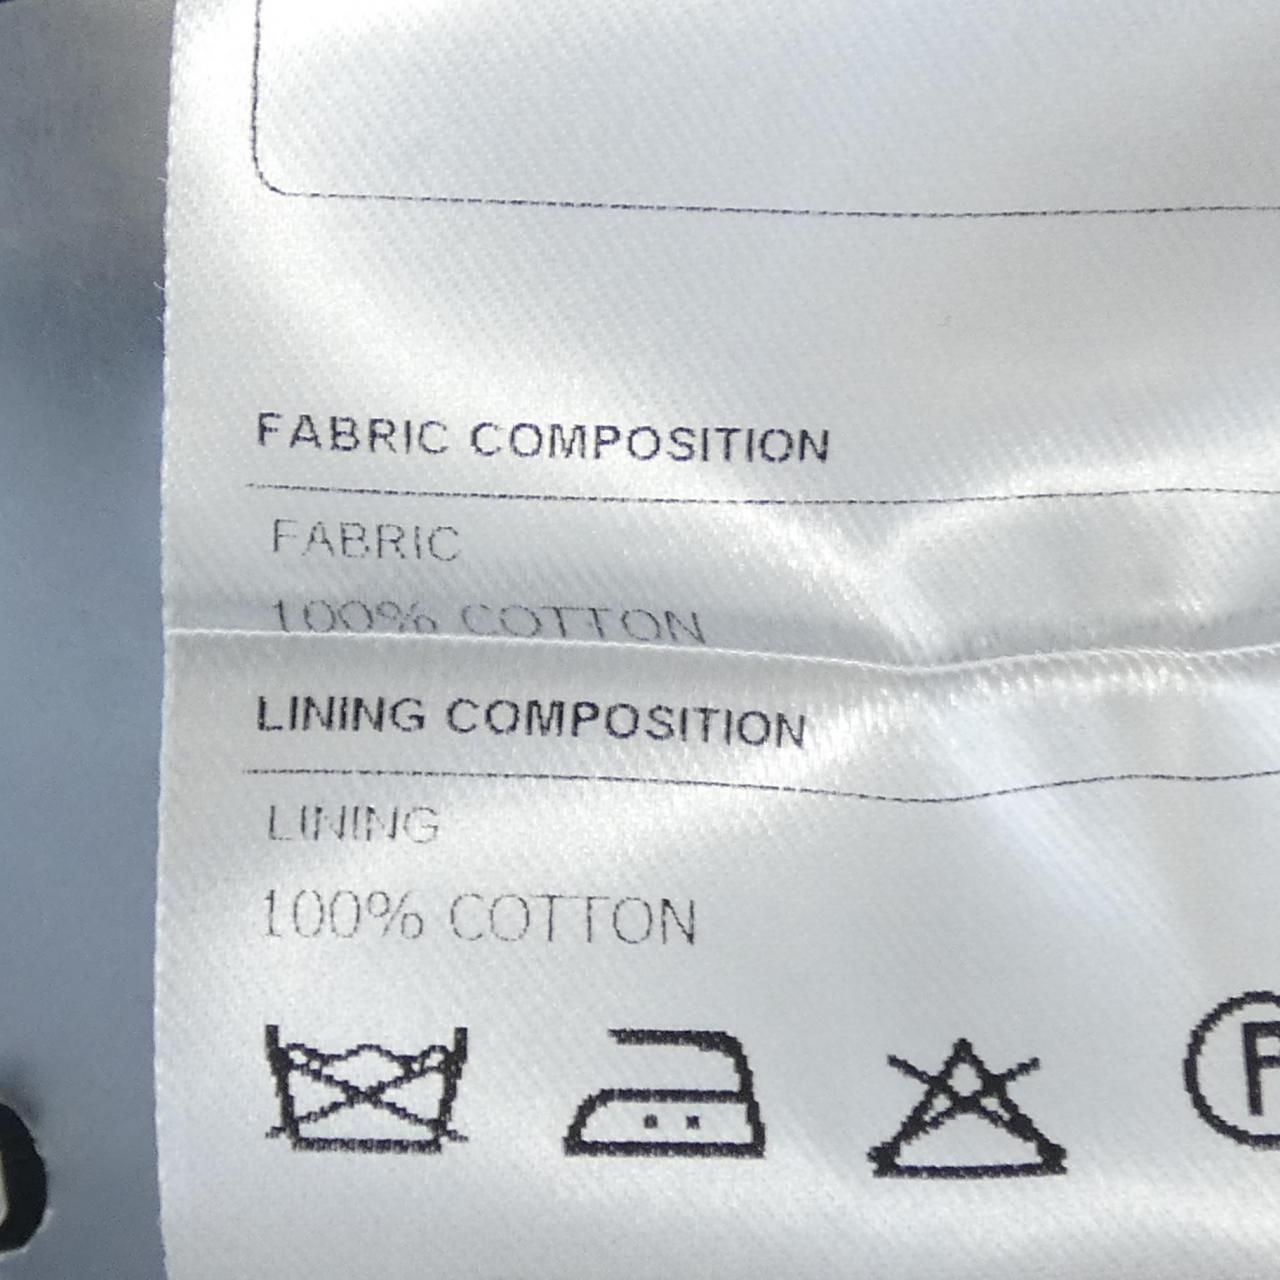 FABRIC COMPOSITION
FABRIC
100% COTTON
LINING COMPOSITION
LINING
100% COTTON
P